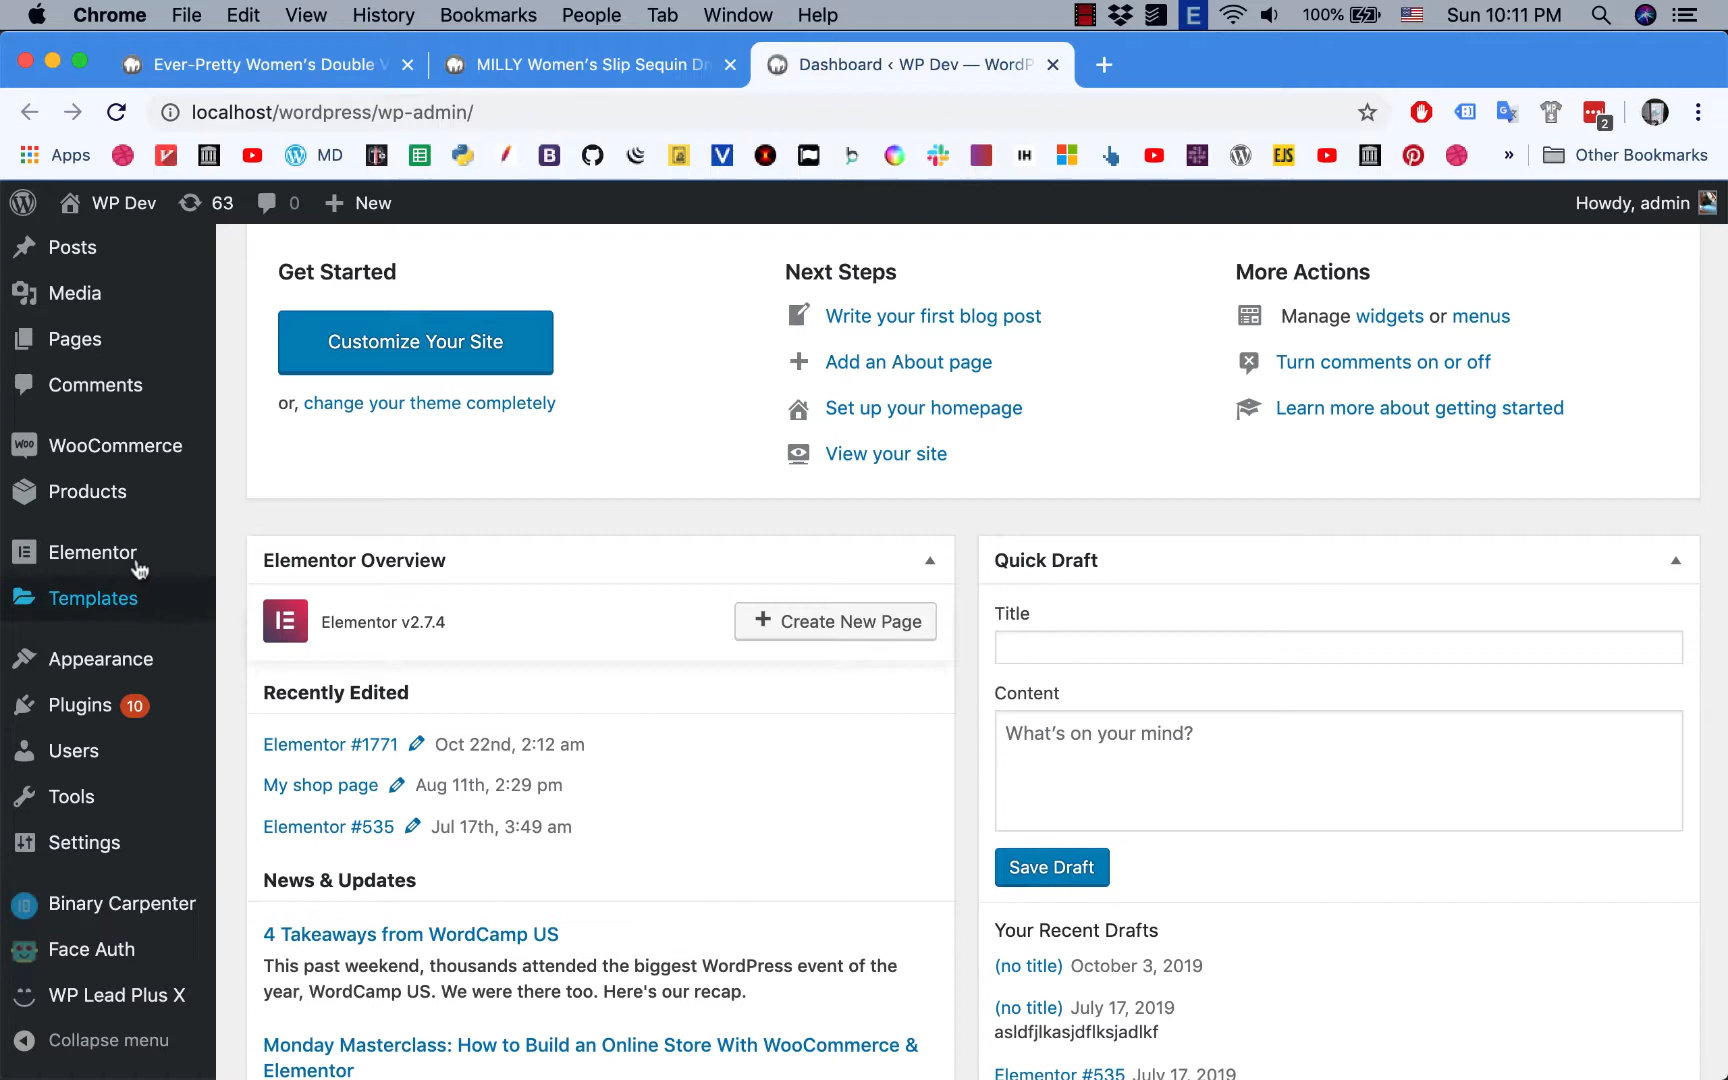 Chrome File Edit View History Bookmarks People Tab Window Help E 100% Sun 10:11 PM
Ever-Pretty Women's Double V MILLY Women's Slip Sequin Dr Dashboard ‹ WP Dev — WordP
localhost/wordpress/wp-admin/ 2
Apps MD B V IH EJS » Other Bookmarks
WP Dev 63 0 New Howdy, admin
Posts
Media
Pages
Comments
WooCommerce
Products
Elementor
Templates
Appearance
Plugins 10
Users
Tools
Settings
Binary Carpenter
Face Auth
WP Lead Plus X
Collapse menu
Get Started
Customize Your Site
or, change your theme completely
Next Steps
Write your first blog post
Add an About page
Set up your homepage
View your site
More Actions
Manage widgets or menus
Turn comments on or off
Learn more about getting started
Elementor Overview
Elementor v2.7.4
Create New Page
Recently Edited
Elementor #1771 Oct 22nd, 2:12 am
My shop page Aug 11th, 2:29 pm
Elementor #535 Jul 17th, 3:49 am
News & Updates
4 Takeaways from WordCamp US
This past weekend, thousands attended the biggest WordPress event of the
year, WordCamp US. We were there too. Here's our recap.
Monday Masterclass: How to Build an Online Store With WooCommerce &
Elementor
Quick Draft
Title
Content
What's on your mind?
Save Draft
Your Recent Drafts
(no title) October 3, 2019
(no title) July 17, 2019
asldfjlkasjdflksjadlkf
Elementor #535 July 17, 2019